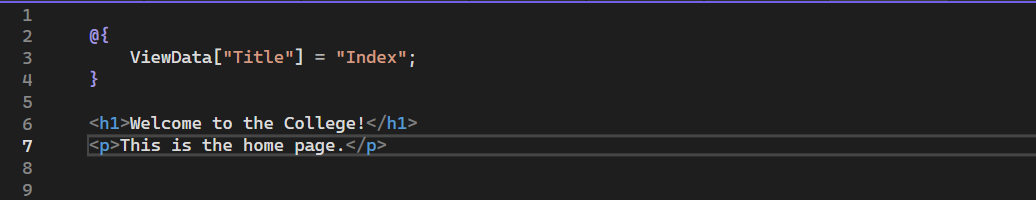 1
2 @{
3 ViewData["Title"] = "Index";
4 }
5
6 <h1>Welcome to the College!</h1>
7 <p>This is the home page.</p>
8
9